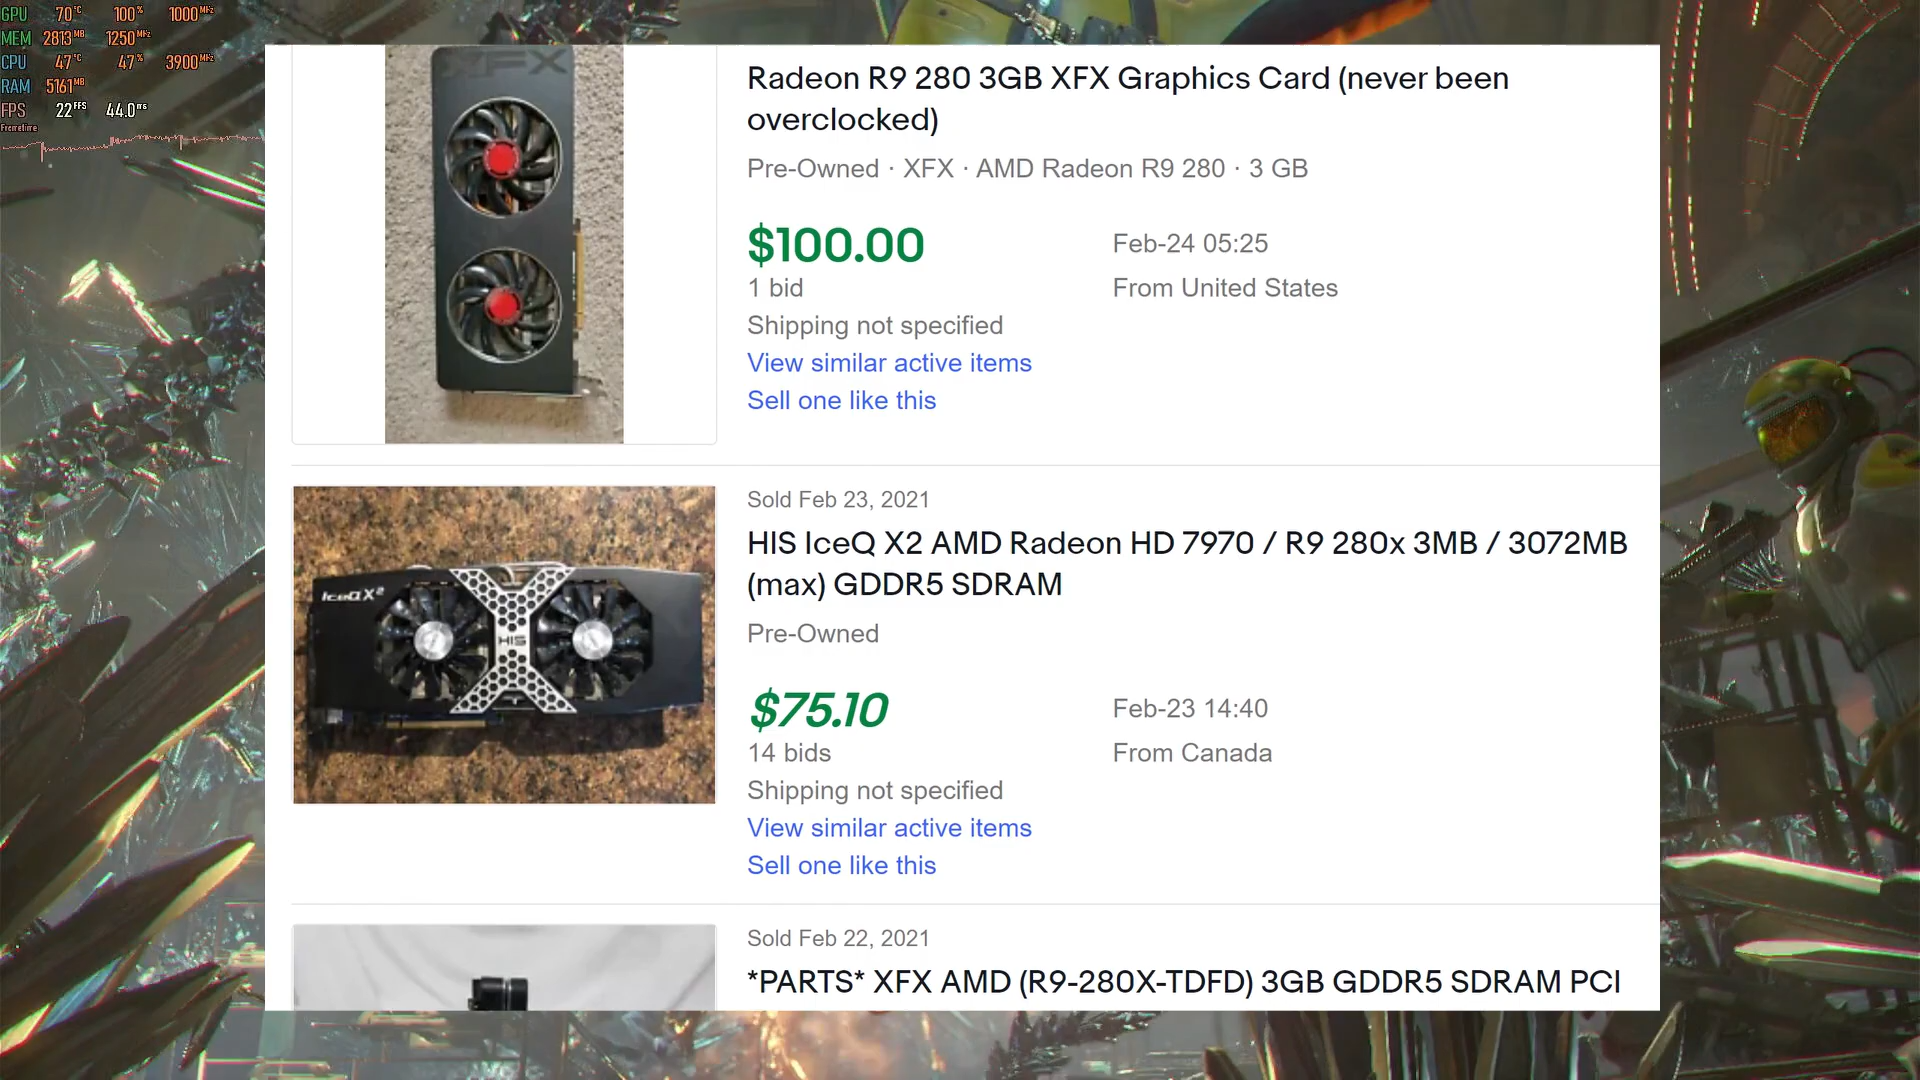 GPU 70°C 100% 1000MHz
MEM 2813MB 1250MHz
CPU 47°C 47% 3900MHz
RAM 5161MB
FPS 22FPS 44.0ms
Frametime
XFX
Radeon R9 280 3GB XFX Graphics Card (never been
overclocked)
Pre-Owned · XFX · AMD Radeon R9 280 · 3 GB
$100.00
Feb-24 05:25
1 bid
From United States
Shipping not specified
View similar active items
Sell one like this
IceQ X²
HIS
Sold Feb 23, 2021
HIS IceQ X2 AMD Radeon HD 7970 / R9 280x 3MB / 3072MB
(max) GDDR5 SDRAM
Pre-Owned
$75.10
Feb-23 14:40
14 bids
From Canada
Shipping not specified
View similar active items
Sell one like this
Sold Feb 22, 2021
*PARTS* XFX AMD (R9-280X-TDFD) 3GB GDDR5 SDRAM PCI